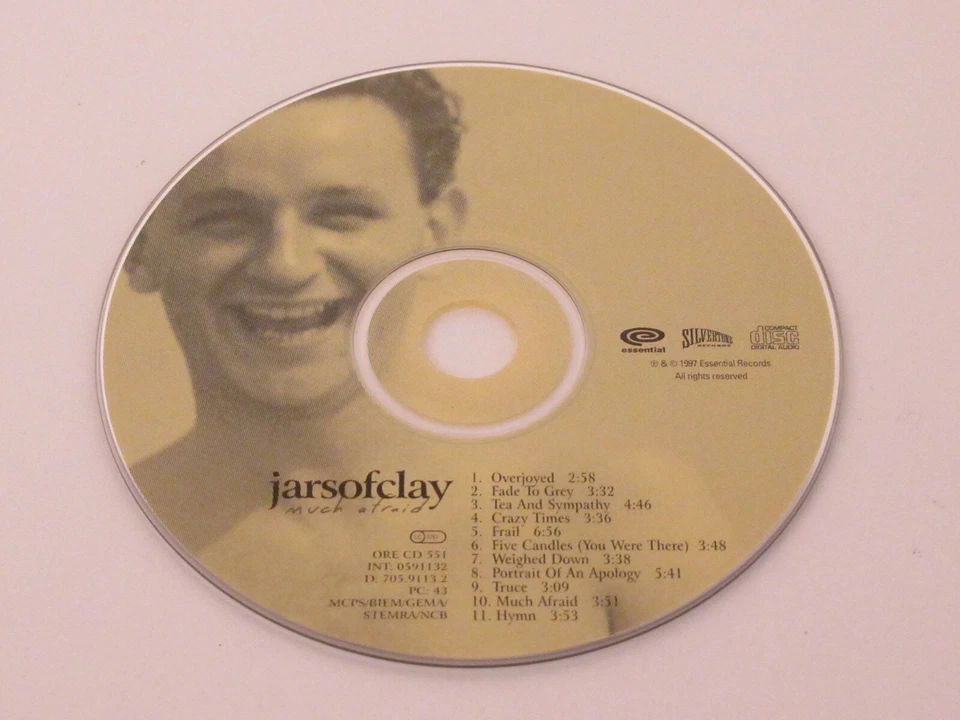 essential
SILVERTONE
RECORDS
COMPACT
disc
DIGITAL AUDIO
℗ & © 1997 Essential Records
All rights reserved
jarsofclay
much afraid
ORE CD 551
INT: 0591132
D: 705.9113.2
PC: 43
MCPS/BIEM/GEMA/
STEMRA/NCB
1. Overjoyed 2:58
2. Fade To Grey 3:32
3. Tea And Sympathy 4:46
4. Crazy Times 3:36
5. Frail 6:56
6. Five Candles (You Were There) 3:48
7. Weighed Down 3:38
8. Portrait Of An Apology 5:41
9. Truce 3:09
10. Much Afraid 3:51
11. Hymn 3:53